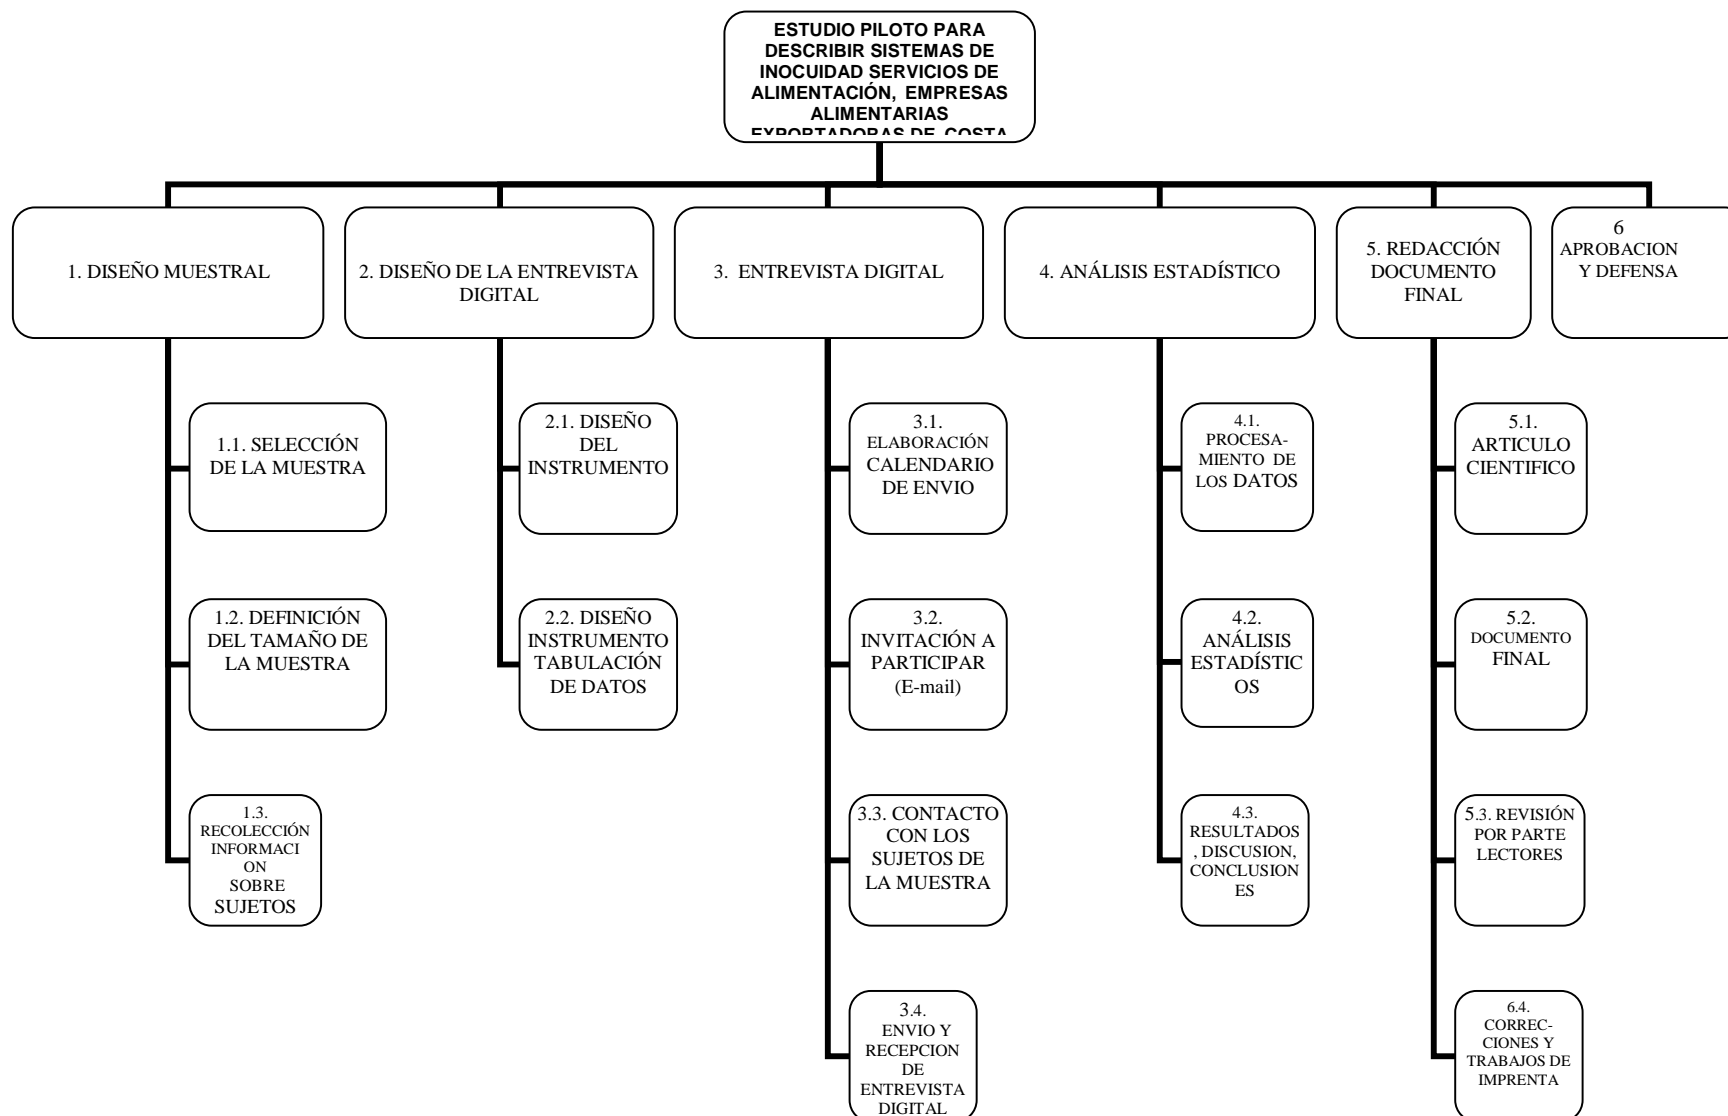 ESTUDIO PILOTO PARA
DESCRIBIR SISTEMAS DE
INOCUIDAD SERVICIOS DE
ALIMENTACIÓN, EMPRESAS
ALIMENTARIAS
EXPORTADORAS DE COSTA
1. DISEÑO MUESTRAL
2. DISEÑO DE LA ENTREVISTA
DIGITAL
3. ENTREVISTA DIGITAL
4. ANÁLISIS ESTADÍSTICO
5. REDACCIÓN
DOCUMENTO
FINAL
6
APROBACION
Y DEFENSA
1.1. SELECCIÓN
DE LA MUESTRA
1.2. DEFINICIÓN
DEL TAMAÑO DE
LA MUESTRA
1.3.
RECOLECCIÓN
INFORMACI
ON
SOBRE
SUJETOS
2.1. DISEÑO
DEL
INSTRUMENTO
2.2. DISEÑO
INSTRUMENTO
TABULACIÓN
DE DATOS
3.1.
ELABORACIÓN
CALENDARIO
DE ENVIO
3.2.
INVITACIÓN A
PARTICIPAR
(E-mail)
3.3. CONTACTO
CON LOS
SUJETOS DE
LA MUESTRA
3.4.
ENVIO Y
RECEPCION
DE
ENTREVISTA
DIGITAL
4.1.
PROCESA-
MIENTO DE
LOS DATOS
4.2.
ANÁLISIS
ESTADÍSTIC
OS
4.3.
RESULTADOS
, DISCUSION,
CONCLUSION
ES
5.1.
ARTICULO
CIENTIFICO
5.2.
DOCUMENTO
FINAL
5.3. REVISIÓN
POR PARTE
LECTORES
6.4.
CORREC-
CIONES Y
TRABAJOS DE
IMPRENTA